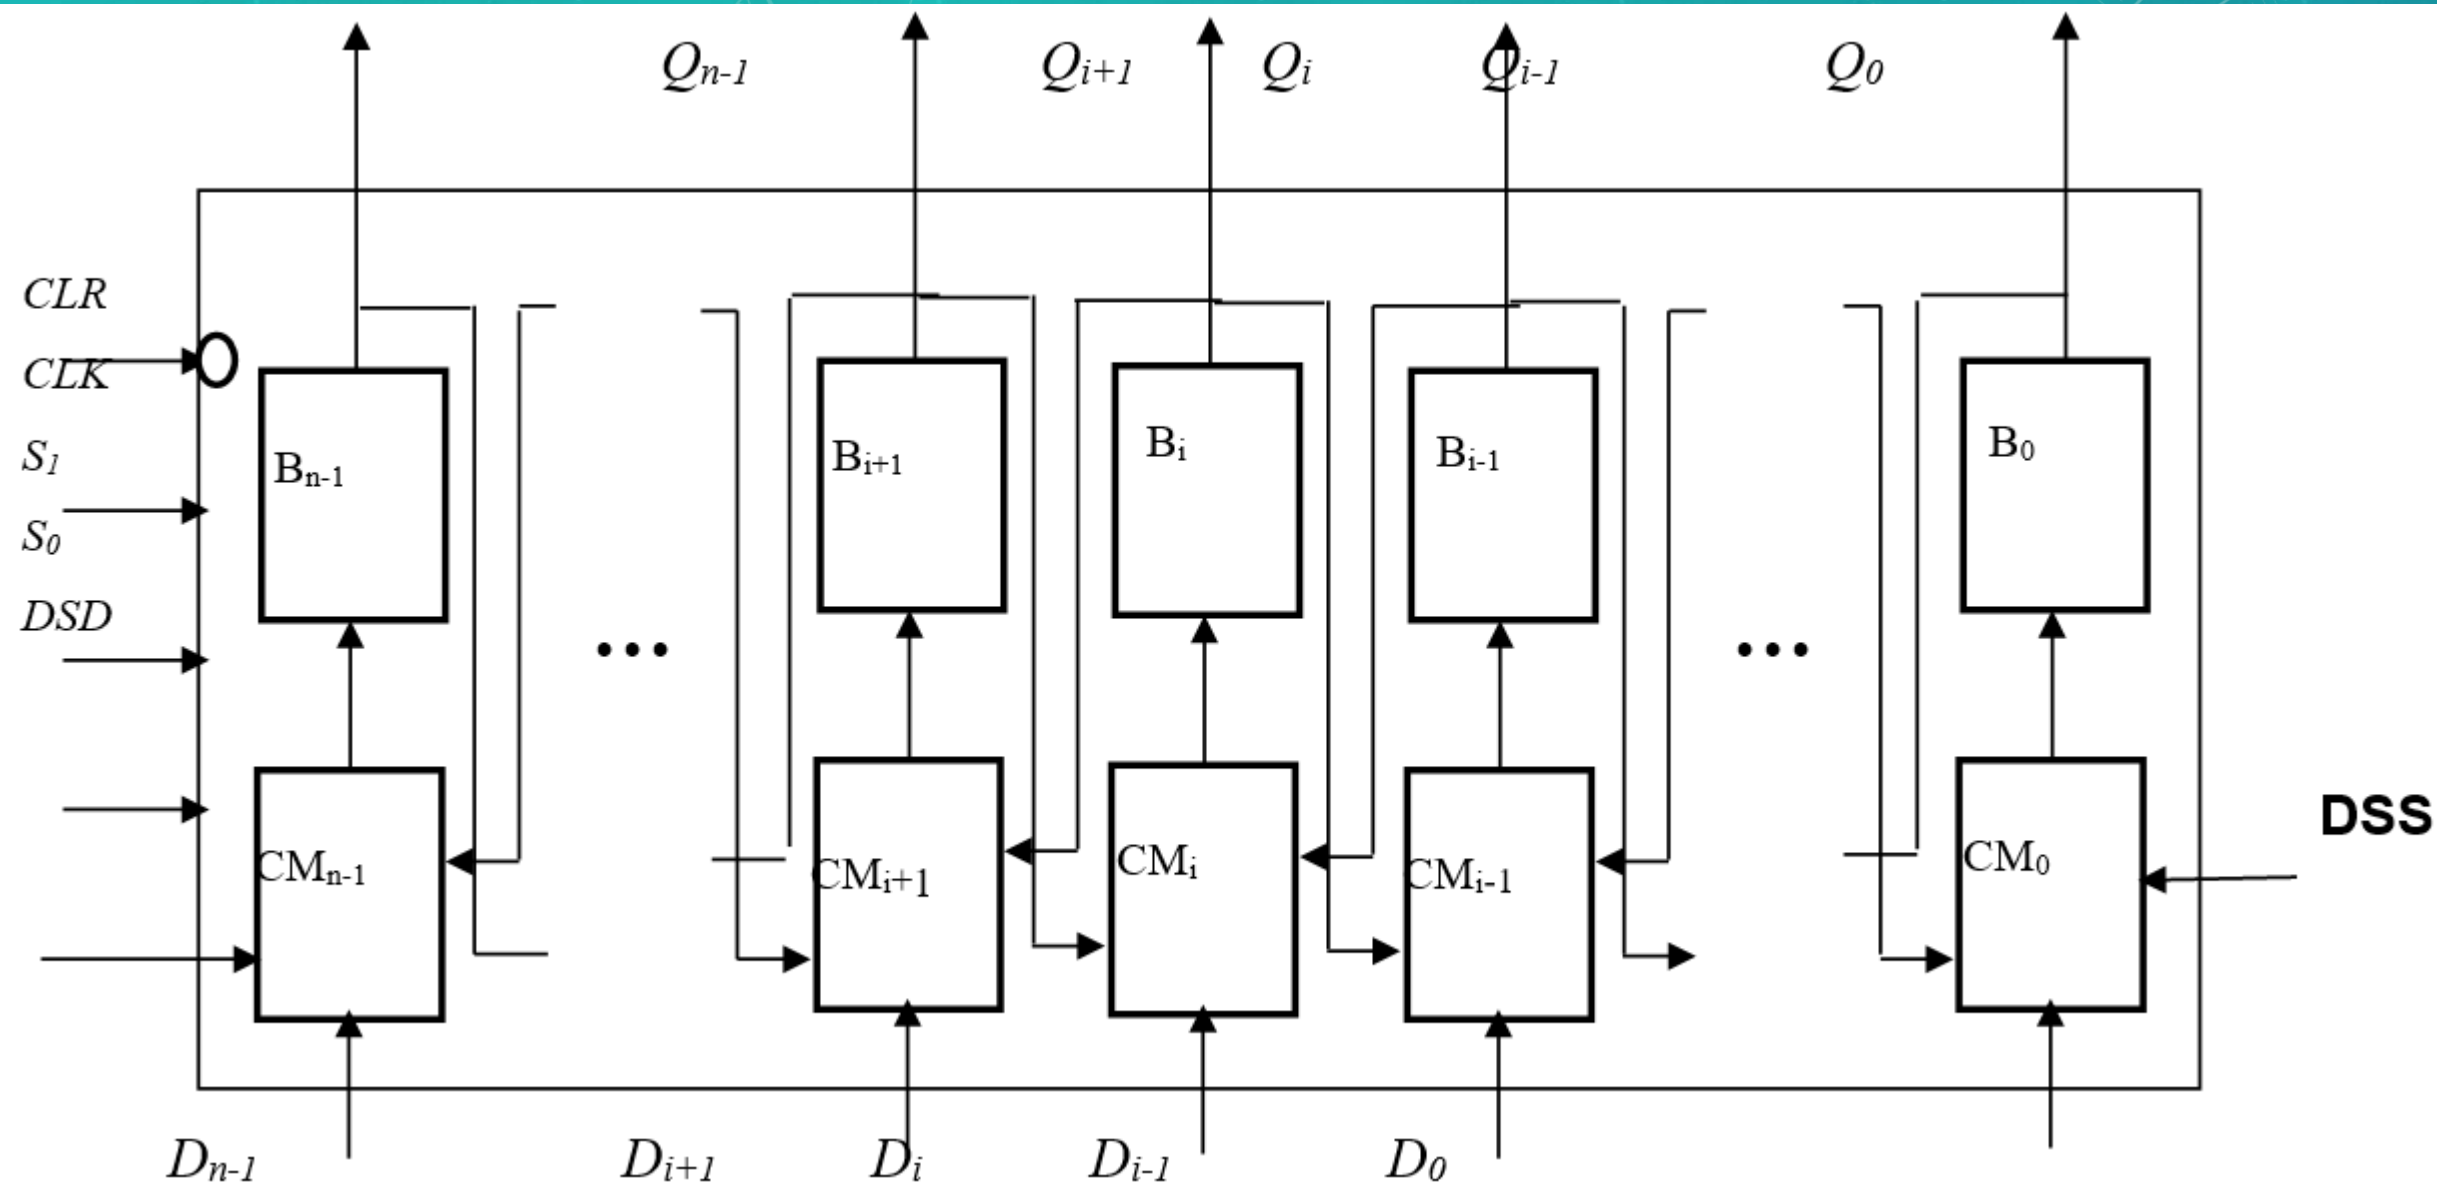 Qn-1 Qi+1 Qi Qi-1 Q0
CLR
CLK
S1
S0
DSD
Bn-1 Bi+1 Bi Bi-1 B0
... ...
DSS
CMn-1 CMi+1 CMi CMi-1 CM0
Dn-1 Di+1 Di Di-1 D0